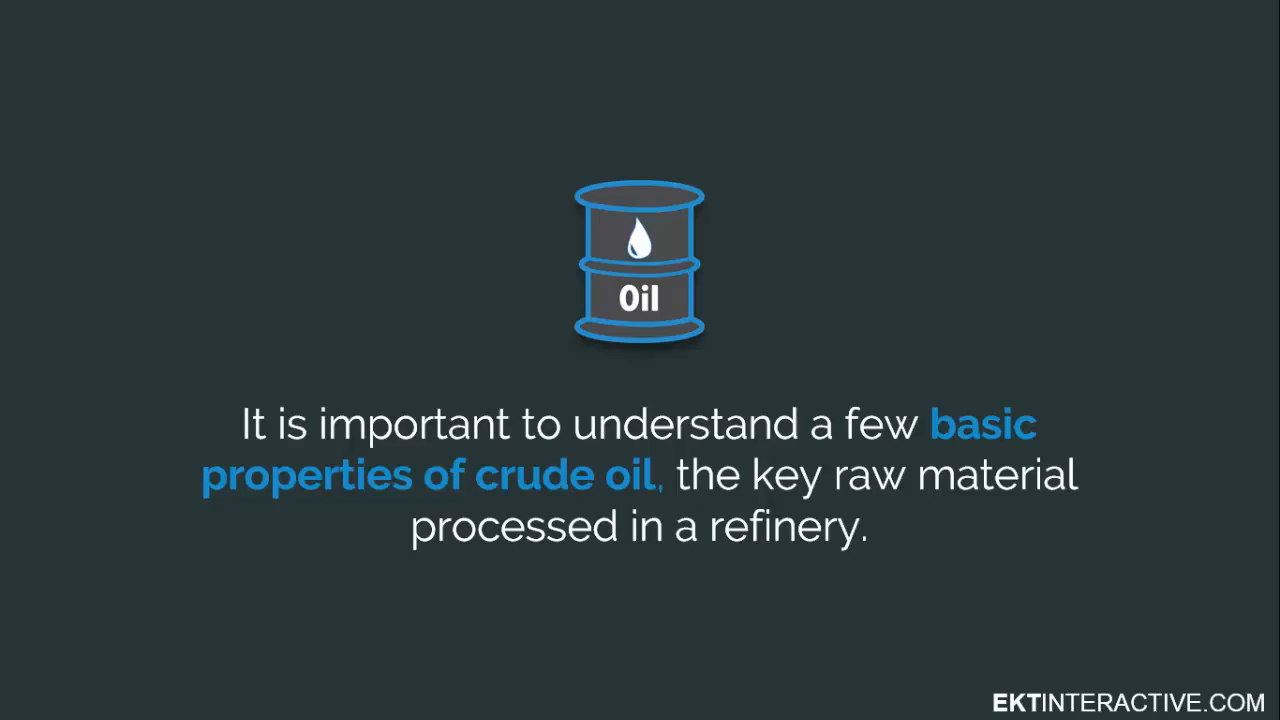 Oil
It is important to understand a few basic
properties of crude oil, the key raw material
processed in a refinery.
EKTINTERACTIVE.COM